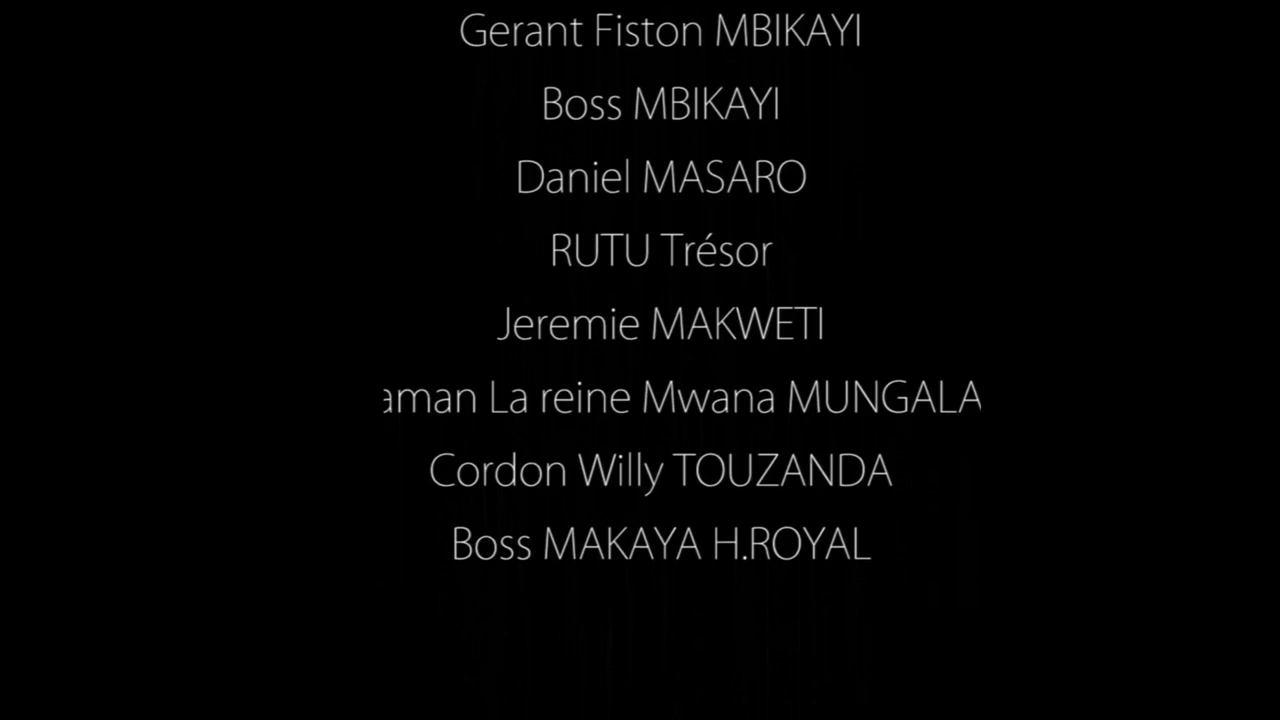 Gerant Fiston MBIKAYI
Boss MBIKAYI
Daniel MASARO
RUTU Trésor
Jeremie MAKWETI
aman La reine Mwana MUNGALA
Cordon Willy TOUZANDA
Boss MAKAYA H.ROYAL